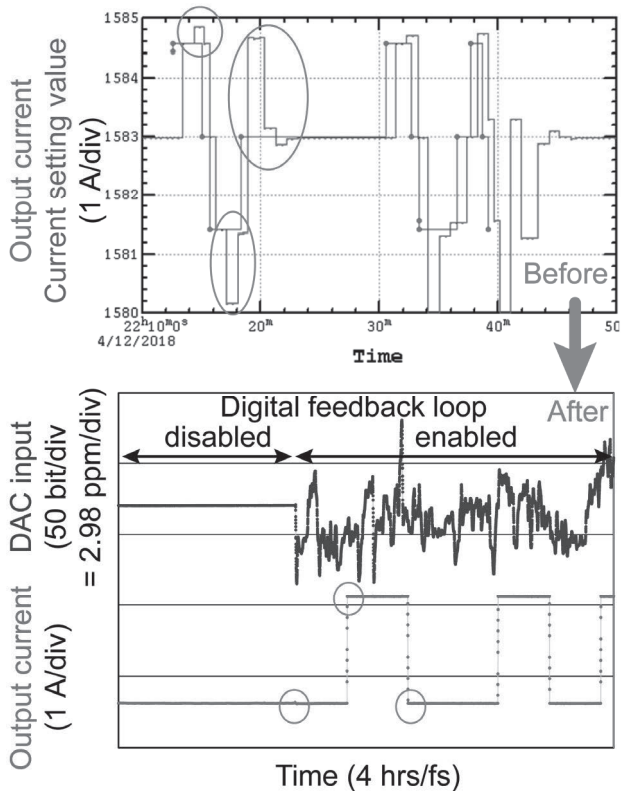 Output current
Current setting value
(1 A/div)
1585
1584
1583
1582
1581
1580
22ʰ10ᵐ0ˢ
4/12/2018
20ᵐ
30ᵐ
40ᵐ
50
Time
Before
After
Digital feedback loop
disabled
enabled
DAC input
(50 bit/div
= 2.98 ppm/div)
Output current
(1 A/div)
Time (4 hrs/fs)